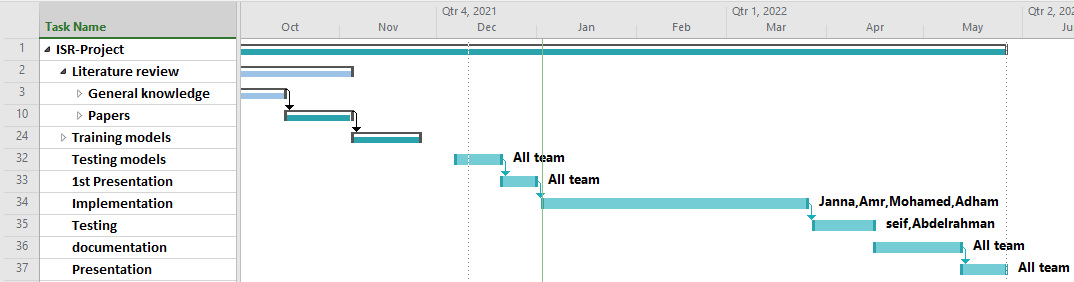 Qtr 4, 2021 Qtr 1, 2022 Qtr 2, 202
Task Name Oct Nov Dec Jan Feb Mar Apr May Ju
1 ISR-Project
2 Literature review
3 General knowledge
10 Papers
24 Training models
32 Testing models All team
33 1st Presentation All team
34 Implementation Janna,Amr,Mohamed,Adham
35 Testing seif,Abdelrahman
36 documentation All team
37 Presentation All team